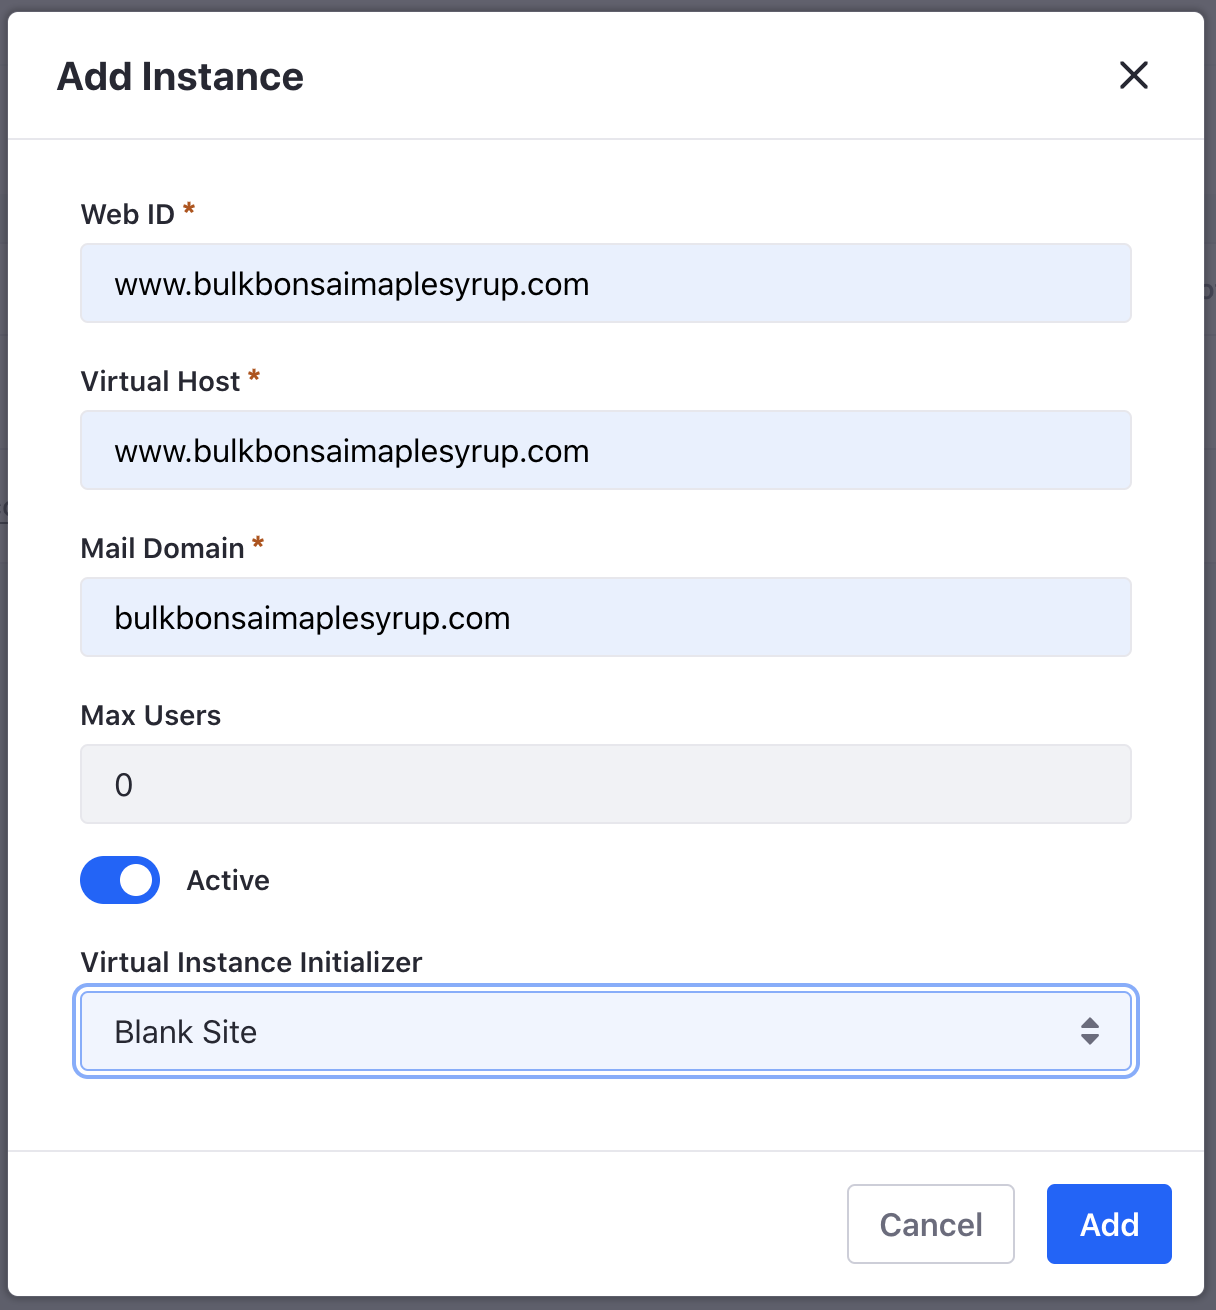 Add Instance
Web ID *
www.bulkbonsaimaplesyrup.com
Virtual Host *
www.bulkbonsaimaplesyrup.com
Mail Domain *
bulkbonsaimaplesyrup.com
Max Users
0
Active
Virtual Instance Initializer
Blank Site
Cancel Add